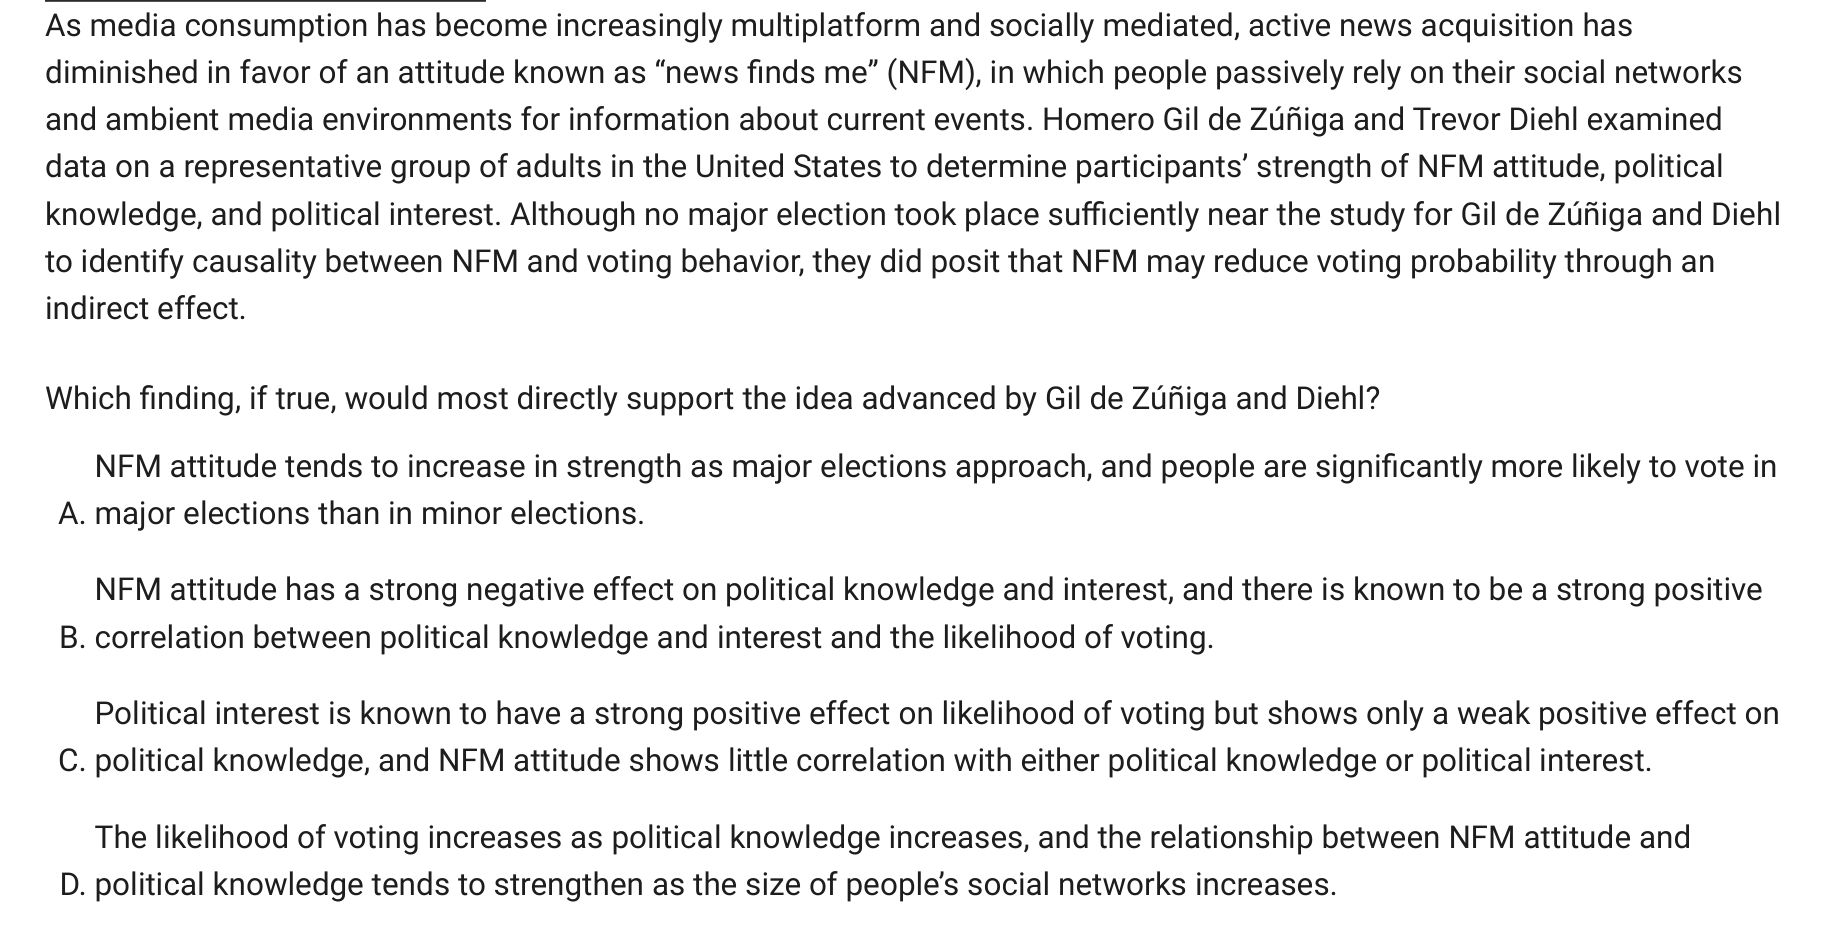 As media consumption has become increasingly multiplatform and socially mediated, active news acquisition has
diminished in favor of an attitude known as “news finds me” (NFM), in which people passively rely on their social networks
and ambient media environments for information about current events. Homero Gil de Zúñiga and Trevor Diehl examined
data on a representative group of adults in the United States to determine participants’ strength of NFM attitude, political
knowledge, and political interest. Although no major election took place sufficiently near the study for Gil de Zúñiga and Diehl
to identify causality between NFM and voting behavior, they did posit that NFM may reduce voting probability through an
indirect effect.
Which finding, if true, would most directly support the idea advanced by Gil de Zúñiga and Diehl?
NFM attitude tends to increase in strength as major elections approach, and people are significantly more likely to vote in
A. major elections than in minor elections.
NFM attitude has a strong negative effect on political knowledge and interest, and there is known to be a strong positive
B. correlation between political knowledge and interest and the likelihood of voting.
Political interest is known to have a strong positive effect on likelihood of voting but shows only a weak positive effect on
C. political knowledge, and NFM attitude shows little correlation with either political knowledge or political interest.
The likelihood of voting increases as political knowledge increases, and the relationship between NFM attitude and
D. political knowledge tends to strengthen as the size of people’s social networks increases.